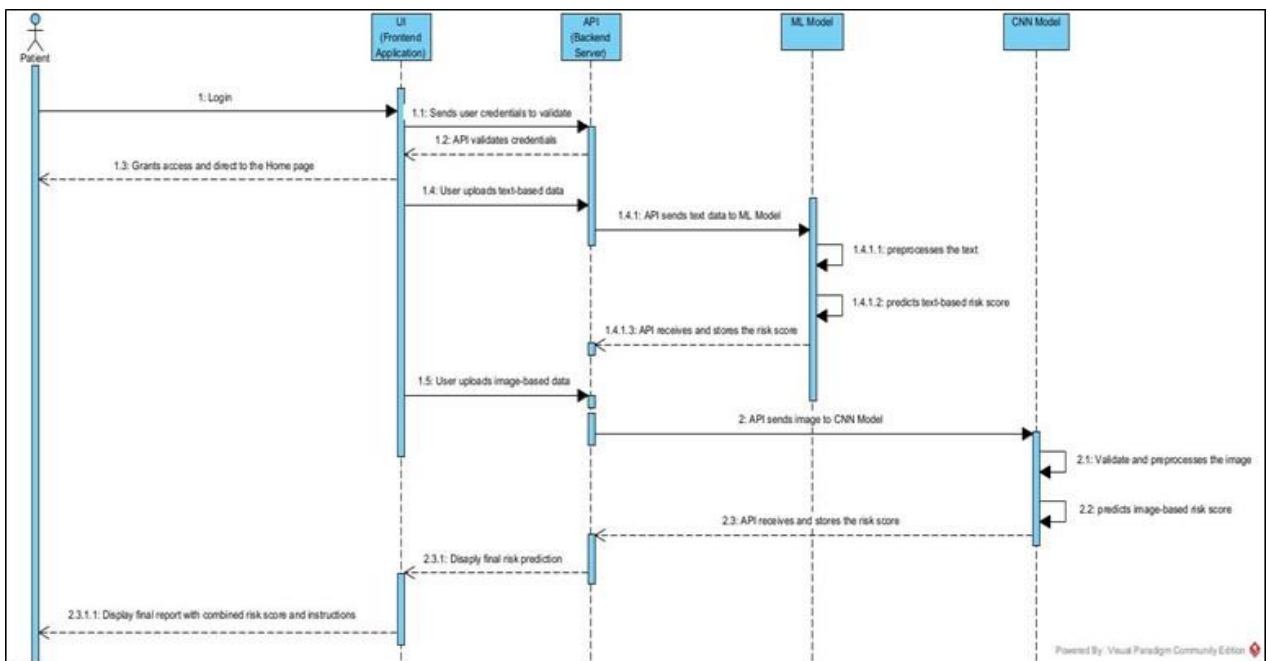 Patient
UI
(Frontend
Application)
API
(Backend
Server)
ML Model
CNN Model
1: Login
1.1: Sends user credentials to validate
1.2: API validates credentials
1.3: Grants access and direct to the Home page
1.4: User uploads text-based data
1.4.1: API sends text data to ML Model
1.4.1.1: preprocesses the text
1.4.1.2: predicts text-based risk score
1.4.1.3: API receives and stores the risk score
1.5: User uploads image-based data
2: API sends image to CNN Model
2.1: Validate and preprocesses the image
2.2: predicts image-based risk score
2.3: API receives and stores the risk score
2.3.1: Disaply final risk prediction
2.3.1.1: Display final report with combined risk score and instructions
Powered By: Visual Paradigm Community Edition